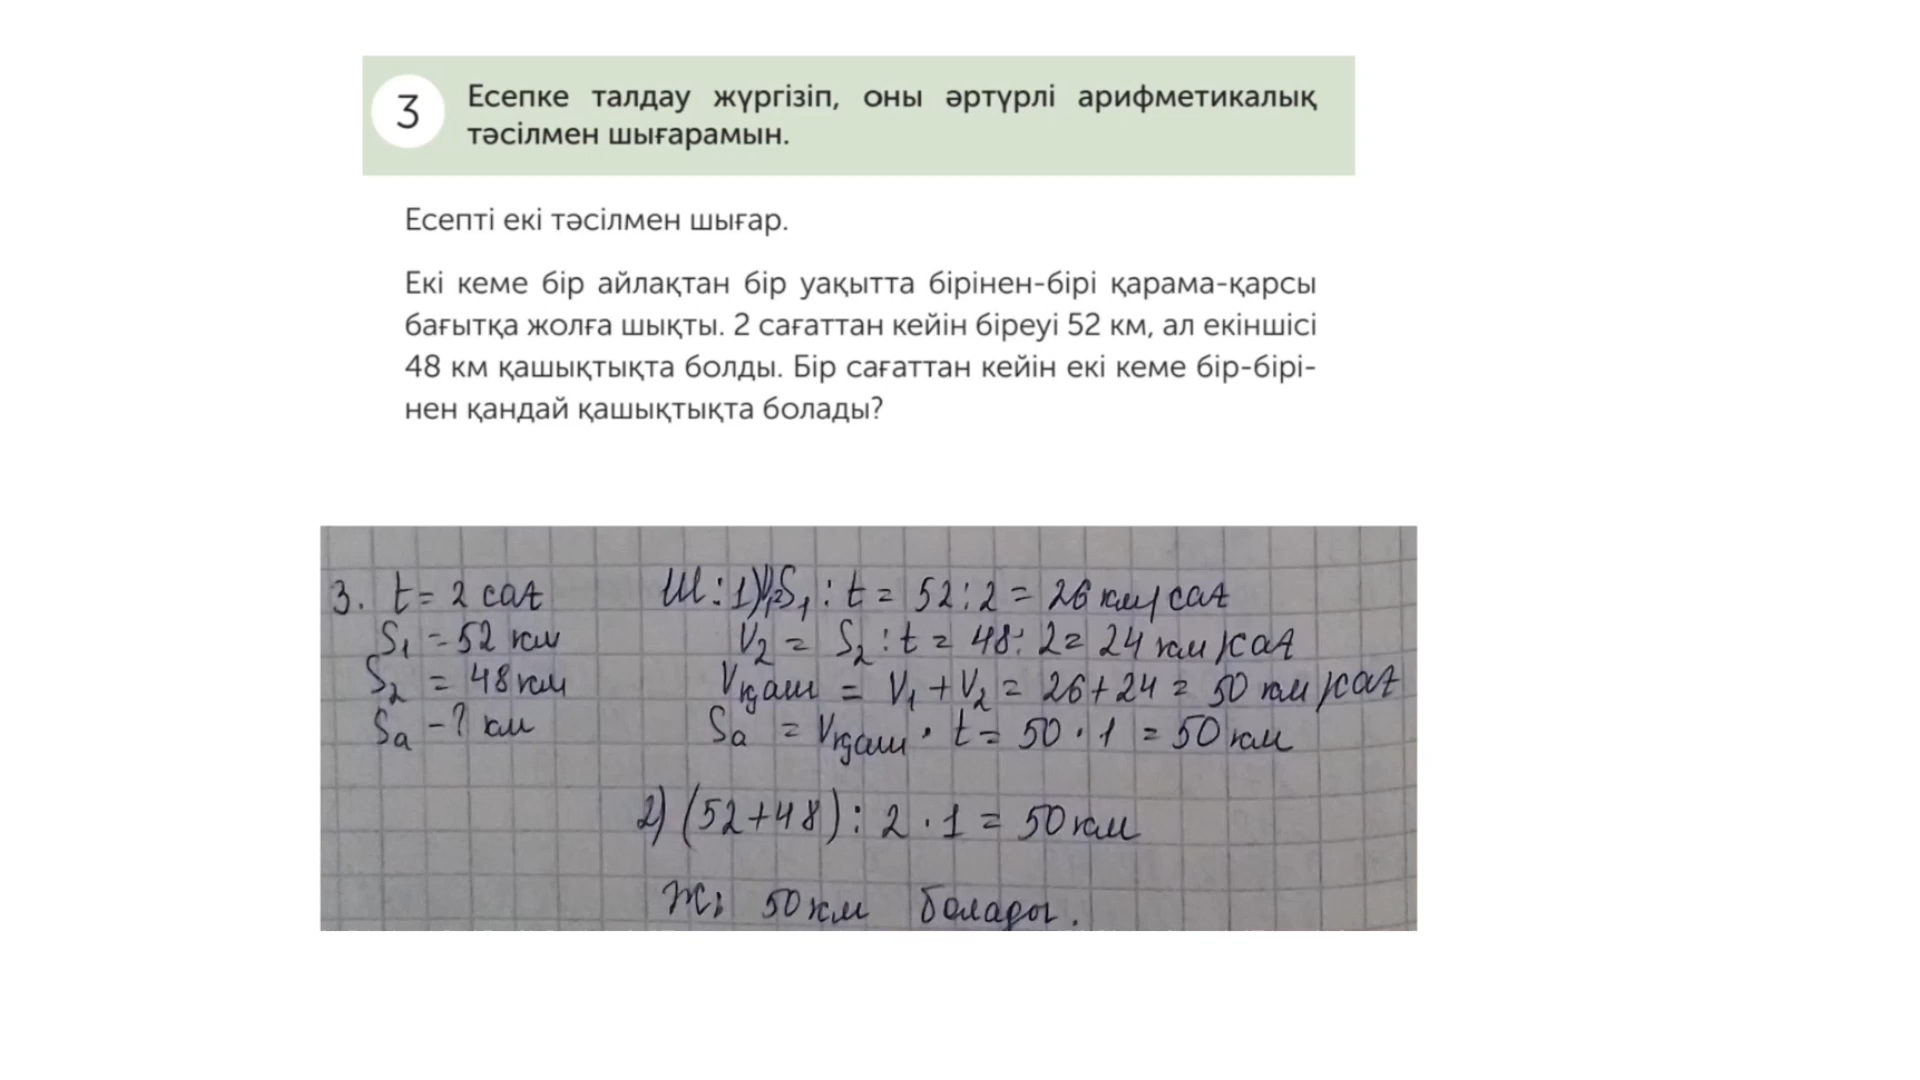 3
Есепке талдау жүргізіп, оны әртүрлі арифметикалық
тәсілмен шығарамын.
Есепті екі тәсілмен шығар.
Екі кеме бір айлақтан бір уақытта бірінен-бірі қарама-қарсы
бағытқа жолға шықты. 2 сағаттан кейін біреуі 52 км, ал екіншісі
48 км қашықтықта болды. Бір сағаттан кейін екі кеме бір-бірі-
нен қандай қашықтықта болады?
3. t = 2 сағ
S₁ = 52 км
S₂ = 48 км
Sа – ? км
Ш: 1) V₁=S₁ : t = 52 : 2 = 26 км/сағ
V₂ = S₂ : t = 48 : 2 = 24 км/сағ
Vқаш = V₁ + V₂ = 26 + 24 = 50 км/сағ
Sа = Vқаш · t = 50 · 1 = 50 км
2) (52+48) : 2 · 1 = 50 км
Ж: 50 км болады.